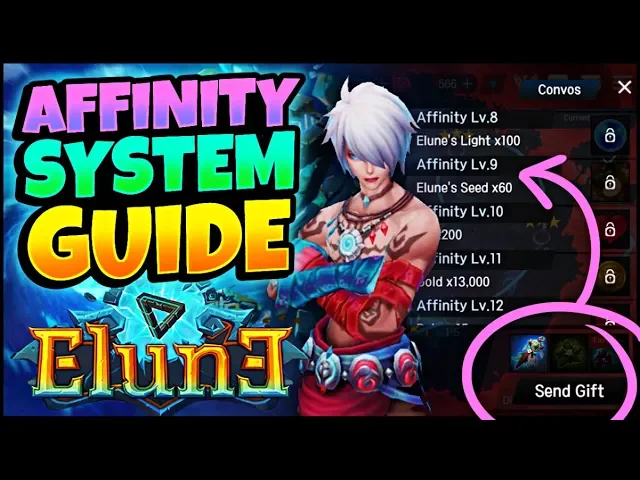 AFFINITY
SYSTEM
GUIDE
ElunE
566
Convos
Affinity Lv.8
Elune's Light x100
Affinity Lv.9
Elune's Seed x60
Affinity Lv.10
200
ffinity Lv.11
Gold x13,000
Affinity Lv.12
Send Gift